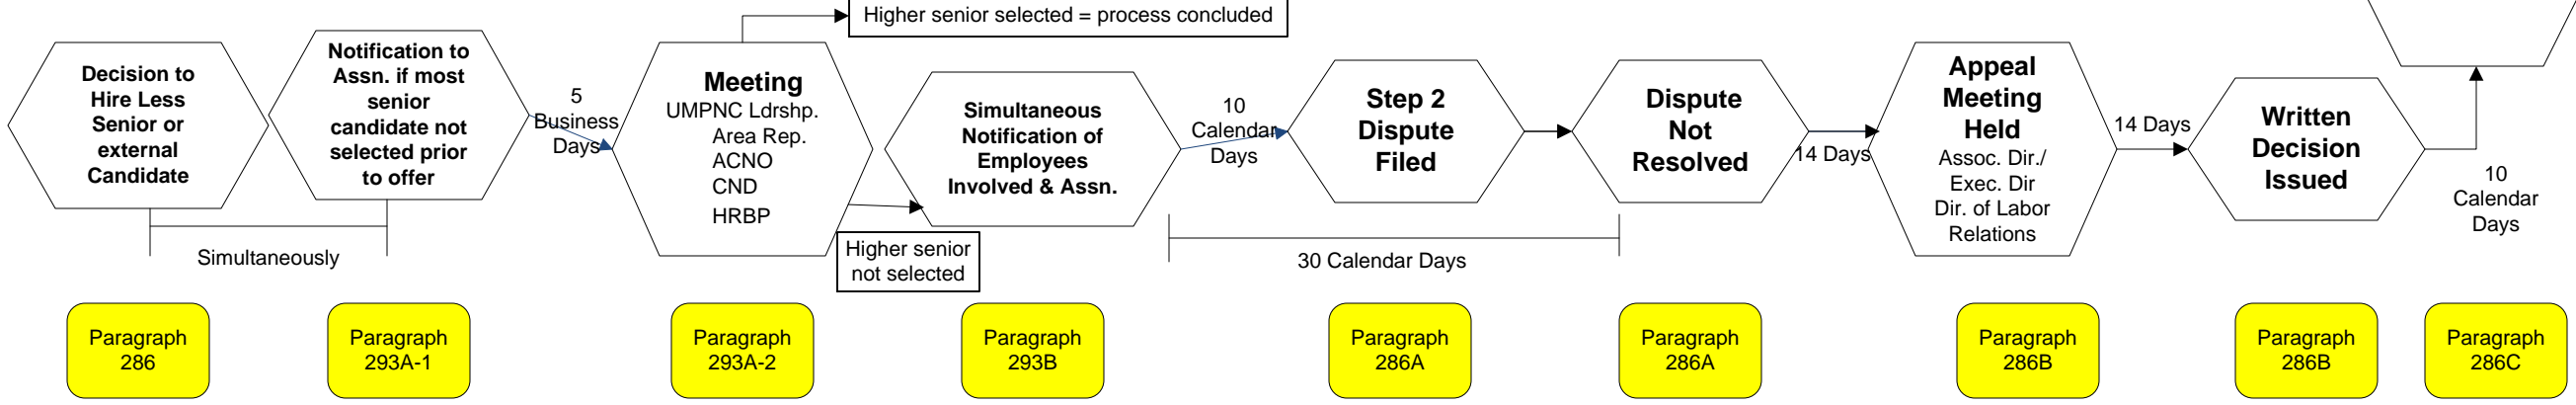 Higher senior selected = process concluded
Decision to
Hire Less
Senior or
external
Candidate
Notification to
Assn. if most
senior
candidate not
selected prior
to offer
Simultaneously
5
Business
Days
Meeting
UMPNC Ldrshp.
Area Rep.
ACNO
CND
HRBP
Higher senior
not selected
Simultaneous
Notification of
Employees
Involved & Assn.
10
Calendar
Days
Step 2
Dispute
Filed
Dispute
Not
Resolved
30 Calendar Days
14 Days
Appeal
Meeting
Held
Assoc. Dir./
Exec. Dir
Dir. of Labor
Relations
14 Days
Written
Decision
Issued
10
Calendar
Days
Paragraph
286
Paragraph
293A-1
Paragraph
293A-2
Paragraph
293B
Paragraph
286A
Paragraph
286A
Paragraph
286B
Paragraph
286B
Paragraph
286C